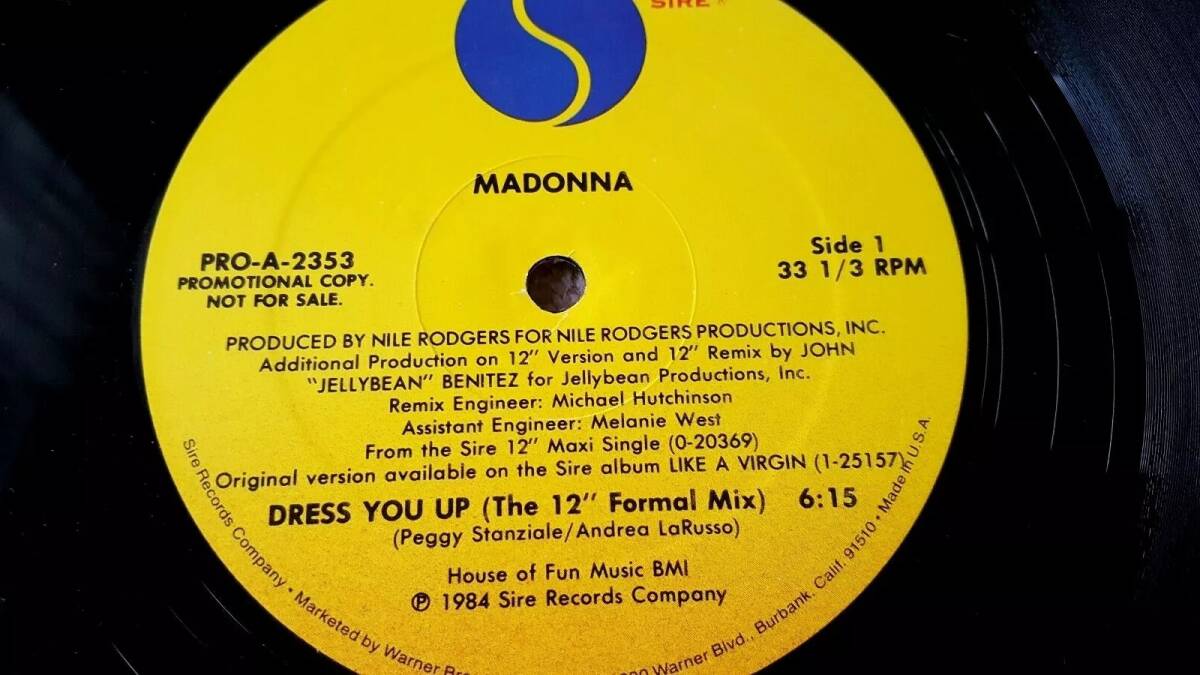 SIRE
MADONNA
PRO-A-2353
PROMOTIONAL COPY.
NOT FOR SALE.
Side 1
33 1/3 RPM
PRODUCED BY NILE RODGERS FOR NILE RODGERS PRODUCTIONS, INC.
Additional Production on 12" Version and 12" Remix by JOHN
"JELLYBEAN" BENITEZ for Jellybean Productions, Inc.
Remix Engineer: Michael Hutchinson
Assistant Engineer: Melanie West
From the Sire 12" Maxi Single (0-20369)
Original version available on the Sire album LIKE A VIRGIN (1-25157)
DRESS YOU UP (The 12" Formal Mix) 6:15
(Peggy Stanziale/Andrea LaRusso)
House of Fun Music BMI
℗ 1984 Sire Records Company
Sire Records Company • Marketed by Warner Warner Blvd., Burbank, Calif. 91510 • Made in U.S.A.